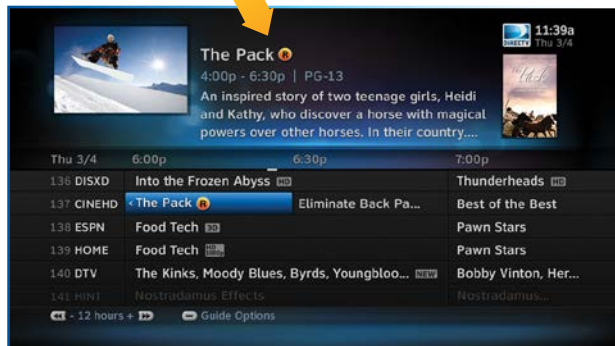 11:39a
DIRECTV Thu 3/4
The Pack R
4:00p - 6:30p | PG-13
An inspired story of two teenage girls, Heidi
and Kathy, who discover a horse with magical
powers over other horses. In their country....
Thu 3/4 6:00p 6:30p 7:00p
136 DISXD Into the Frozen Abyss HD Thunderheads HD
137 CINEHD <The Pack R Eliminate Back Pa... Best of the Best
138 ESPN Food Tech 3D Pawn Stars
139 HOME Food Tech HD 1080p Pawn Stars
140 DTV The Kinks, Moody Blues, Byrds, Youngbloo... NEW Bobby Vinton, Her...
141 HINT Nostradamus Effects Nostradamus...
- 12 hours + Guide Options